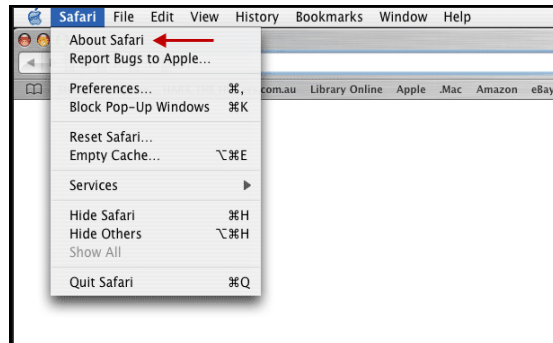 Safari File Edit View History Bookmarks Window Help
About Safari
Report Bugs to Apple...
Preferences... ⌘,
com.au Library Online Apple .Mac Amazon eBay
Block Pop-Up Windows ⌘K
Reset Safari...
Empty Cache... ⌥⌘E
Services
Hide Safari ⌘H
Hide Others ⌥⌘H
Show All
Quit Safari ⌘Q